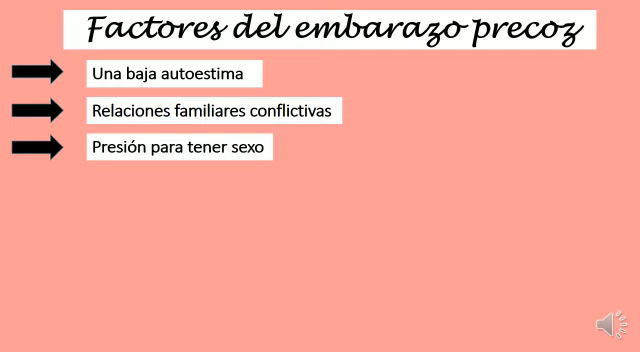 Factores del embarazo precoz
Una baja autoestima
Relaciones familiares conflictivas
Presión para tener sexo